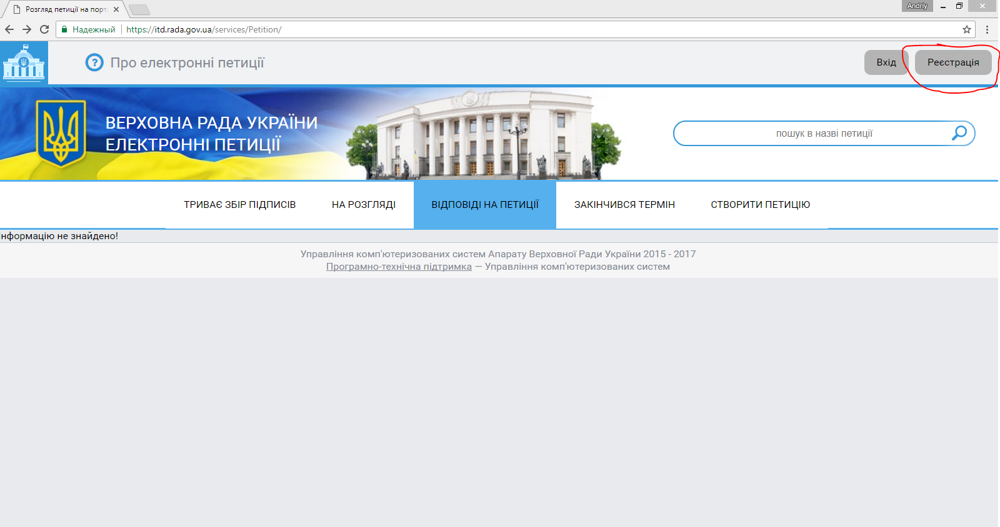 Розгляд петиції на порт
Andriy
Надежный
https://itd.rada.gov.ua/services/Petition/
? Про електронні петиції
Вхід
Реєстрація
ВЕРХОВНА РАДА УКРАЇНИ
ЕЛЕКТРОННІ ПЕТИЦІЇ
пошук в назві петиції
ТРИВАЄ ЗБІР ПІДПИСІВ
НА РОЗГЛЯДІ
ВІДПОВІДІ НА ПЕТИЦІЇ
ЗАКІНЧИВСЯ ТЕРМІН
СТВОРИТИ ПЕТИЦІЮ
нформацію не знайдено!
Управління комп'ютеризованих систем Апарату Верховної Ради України 2015 - 2017
Програмно-технічна підтримка — Управління комп'ютеризованих систем